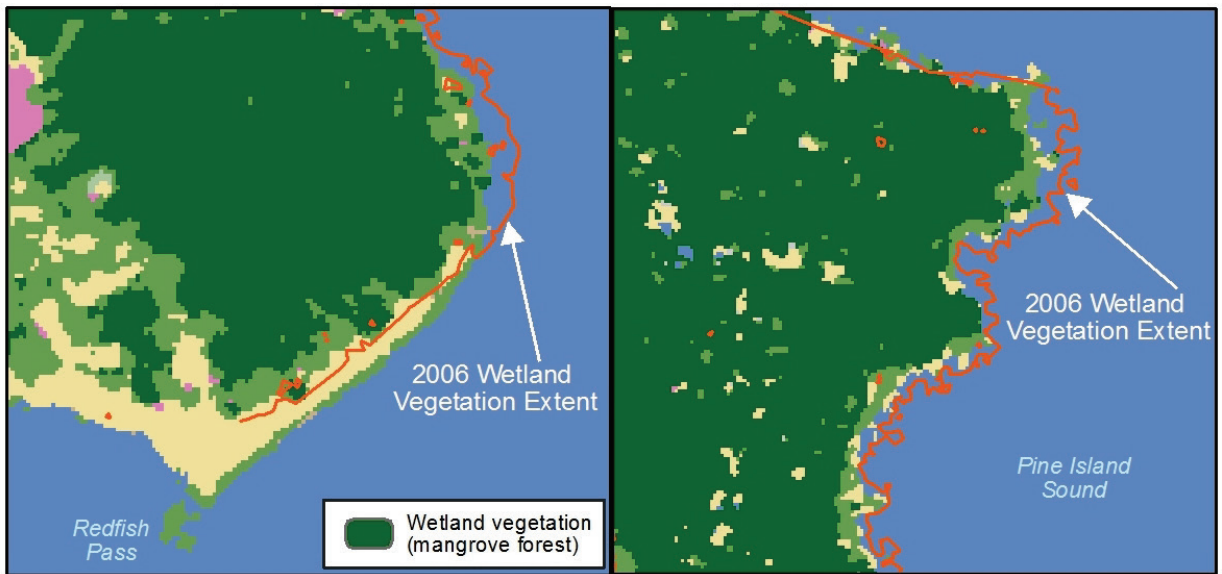 2006 Wetland
Vegetation Extent
Redfish
Pass
Wetland vegetation
(mangrove forest)
2006 Wetland
Vegetation Extent
Pine Island
Sound